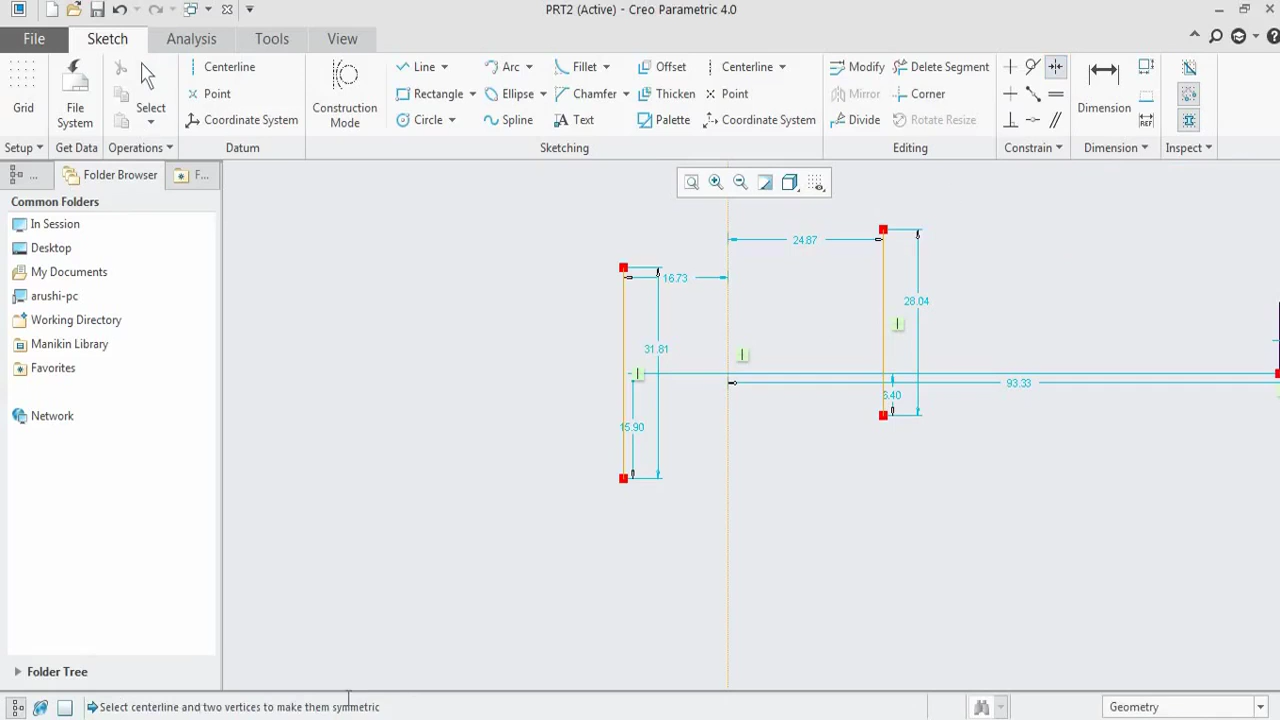 PRT2 (Active) - Creo Parametric 4.0
File Sketch Analysis Tools View
Grid
File System
Select
Centerline
Point
Coordinate System
Construction Mode
Line Arc Fillet Offset Centerline
Rectangle Ellipse Chamfer Thicken Point
Circle Spline Text Palette Coordinate System
Modify Delete Segment
Mirror Corner
Divide Rotate Resize
Dimension
REF
Setup Get Data Operations Datum Sketching Editing Constrain Dimension Inspect
... Folder Browser F...
Common Folders
In Session
Desktop
My Documents
arushi-pc
Working Directory
Manikin Library
Favorites
Network
Folder Tree
24.87
16.73
28.04
31.81
93.33
6.40
15.90
Select centerline and two vertices to make them symmetric
Geometry